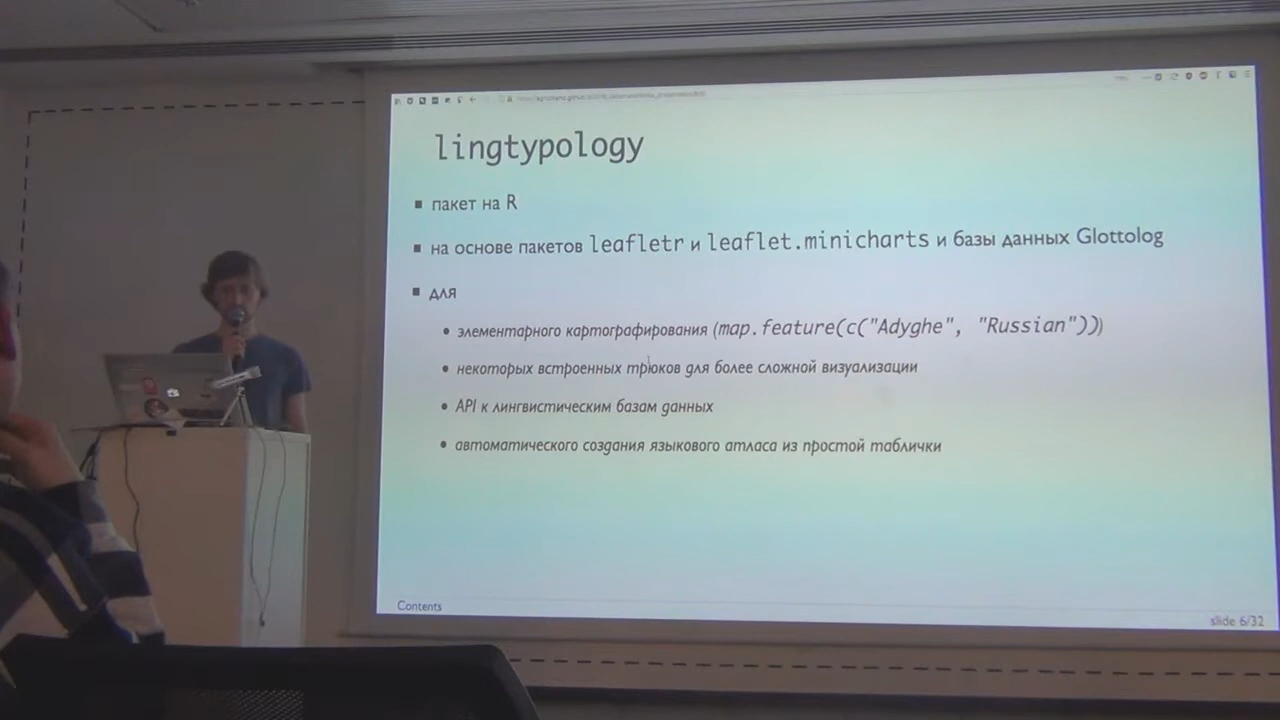 lingtypology
▪ пакет на R
▪ на основе пакетов leafletr и leaflet.minicharts и базы данных Glottolog
▪ для
• элементарного картографирования (map.feature(c("Adyghe", "Russian")))
• некоторых встроенных трюков для более сложной визуализации
• API к лингвистическим базам данных
• автоматического создания языкового атласа из простой таблички
Contents
slide 6/32